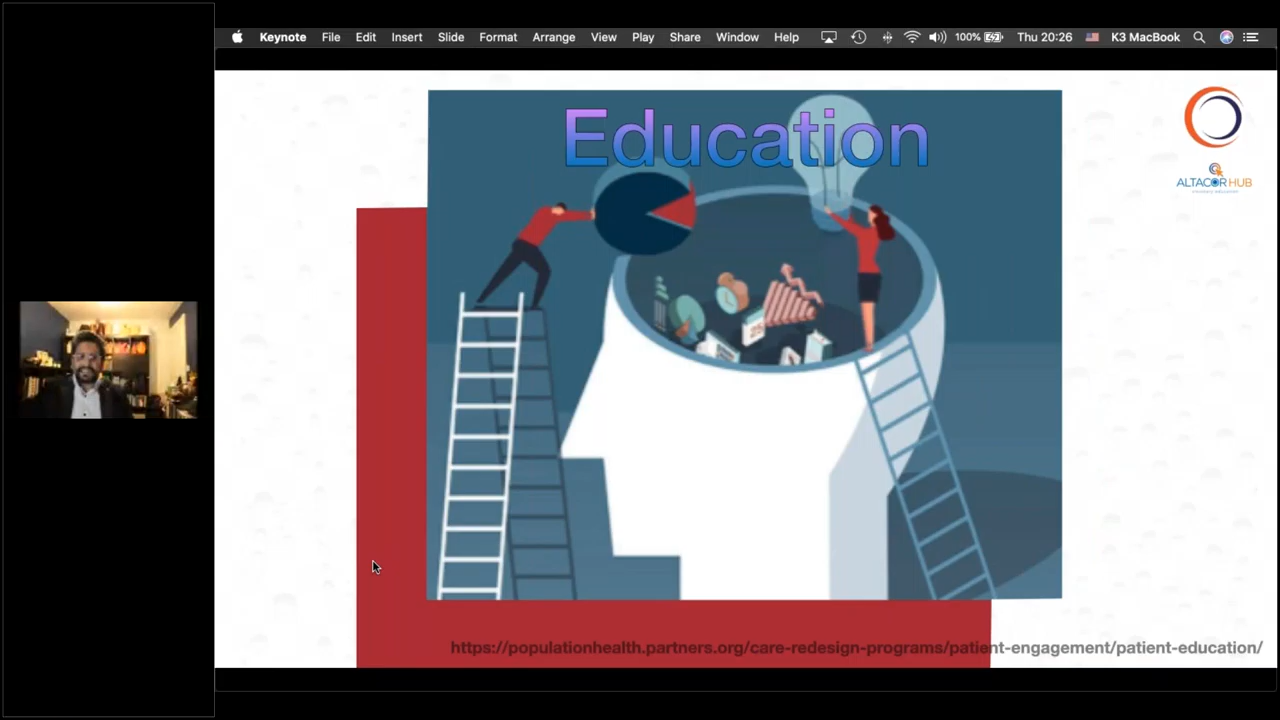 Keynote File Edit Insert Slide Format Arrange View Play Share Window Help 100% Thu 20:26 K3 MacBook
Education
ALTACOR HUB
https://populationhealth.partners.org/care-redesign-programs/patient-engagement/patient-education/